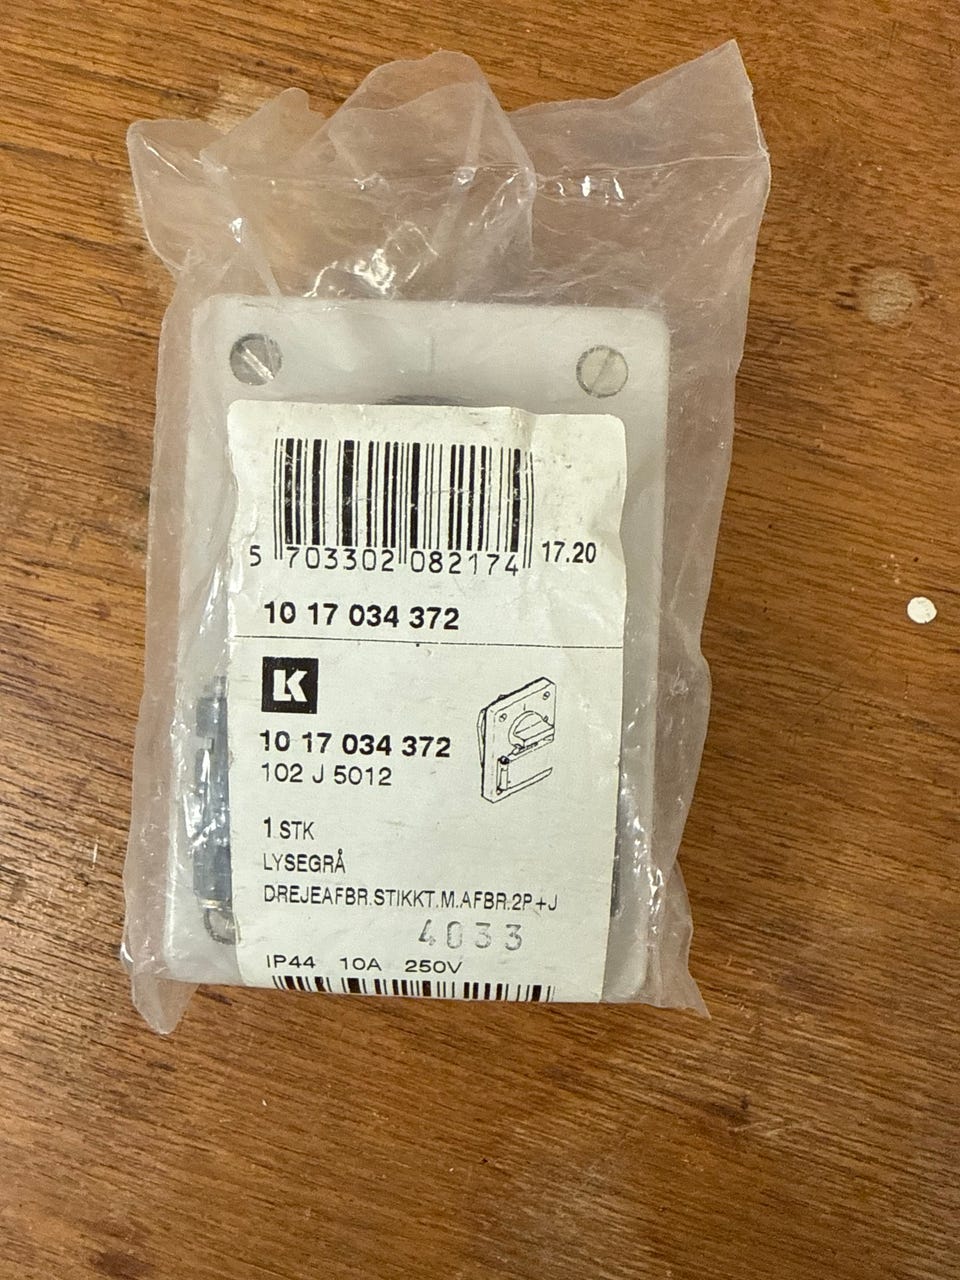 5 703302 082174 17.20
10 17 034 372
LK
10 17 034 372
102 J 5012
1 STK
LYSEGRÅ
DREJEAFBR.STIKKT.M.AFBR.2P+J
4033
IP44 10A 250V